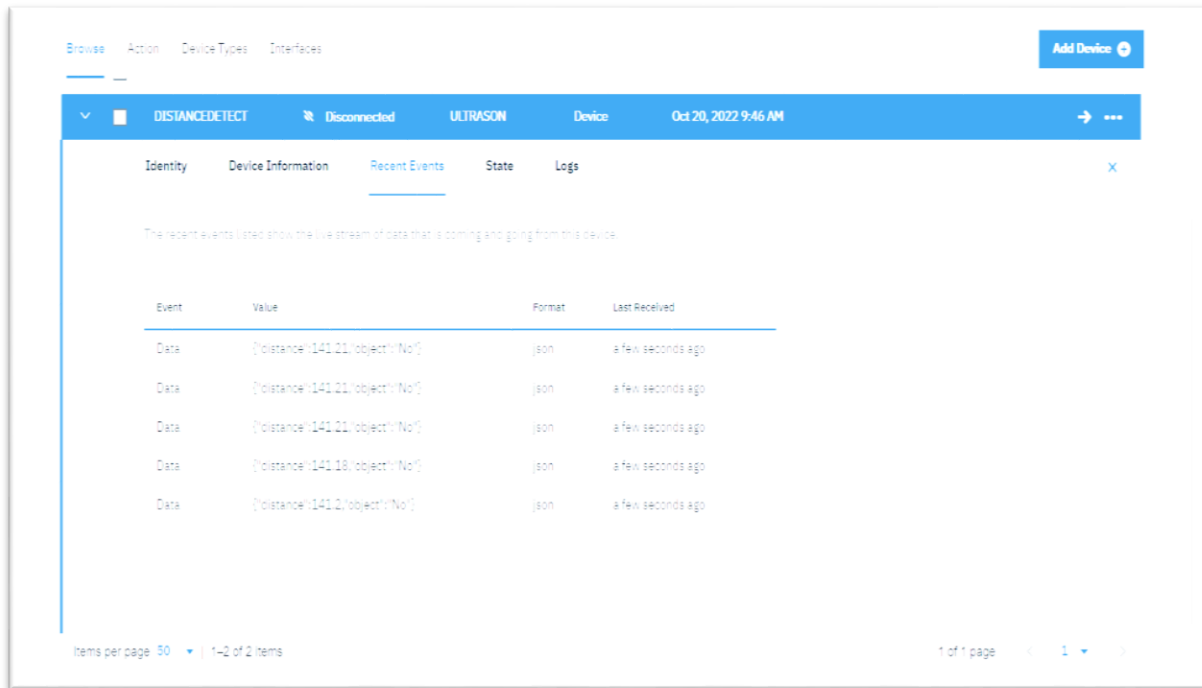 Browse Action Device Types Interfaces
Add Device
DISTANCEDETECT Disconnected ULTRASON Device Oct 20, 2022 9:46 AM
Identity Device Information Recent Events State Logs
The recent events listed show the live stream of data that is coming and going from this device.
Event Value Format Last Received
Data {"distance":141.21,"object":"No"} json a few seconds ago
Data {"distance":141.21,"object":"No"} json a few seconds ago
Data {"distance":141.21,"object":"No"} json a few seconds ago
Data {"distance":141.18,"object":"No"} json a few seconds ago
Data {"distance":141.2,"object":"No"} json a few seconds ago
Items per page 50 | 1–2 of 2 items 1 of 1 page 1